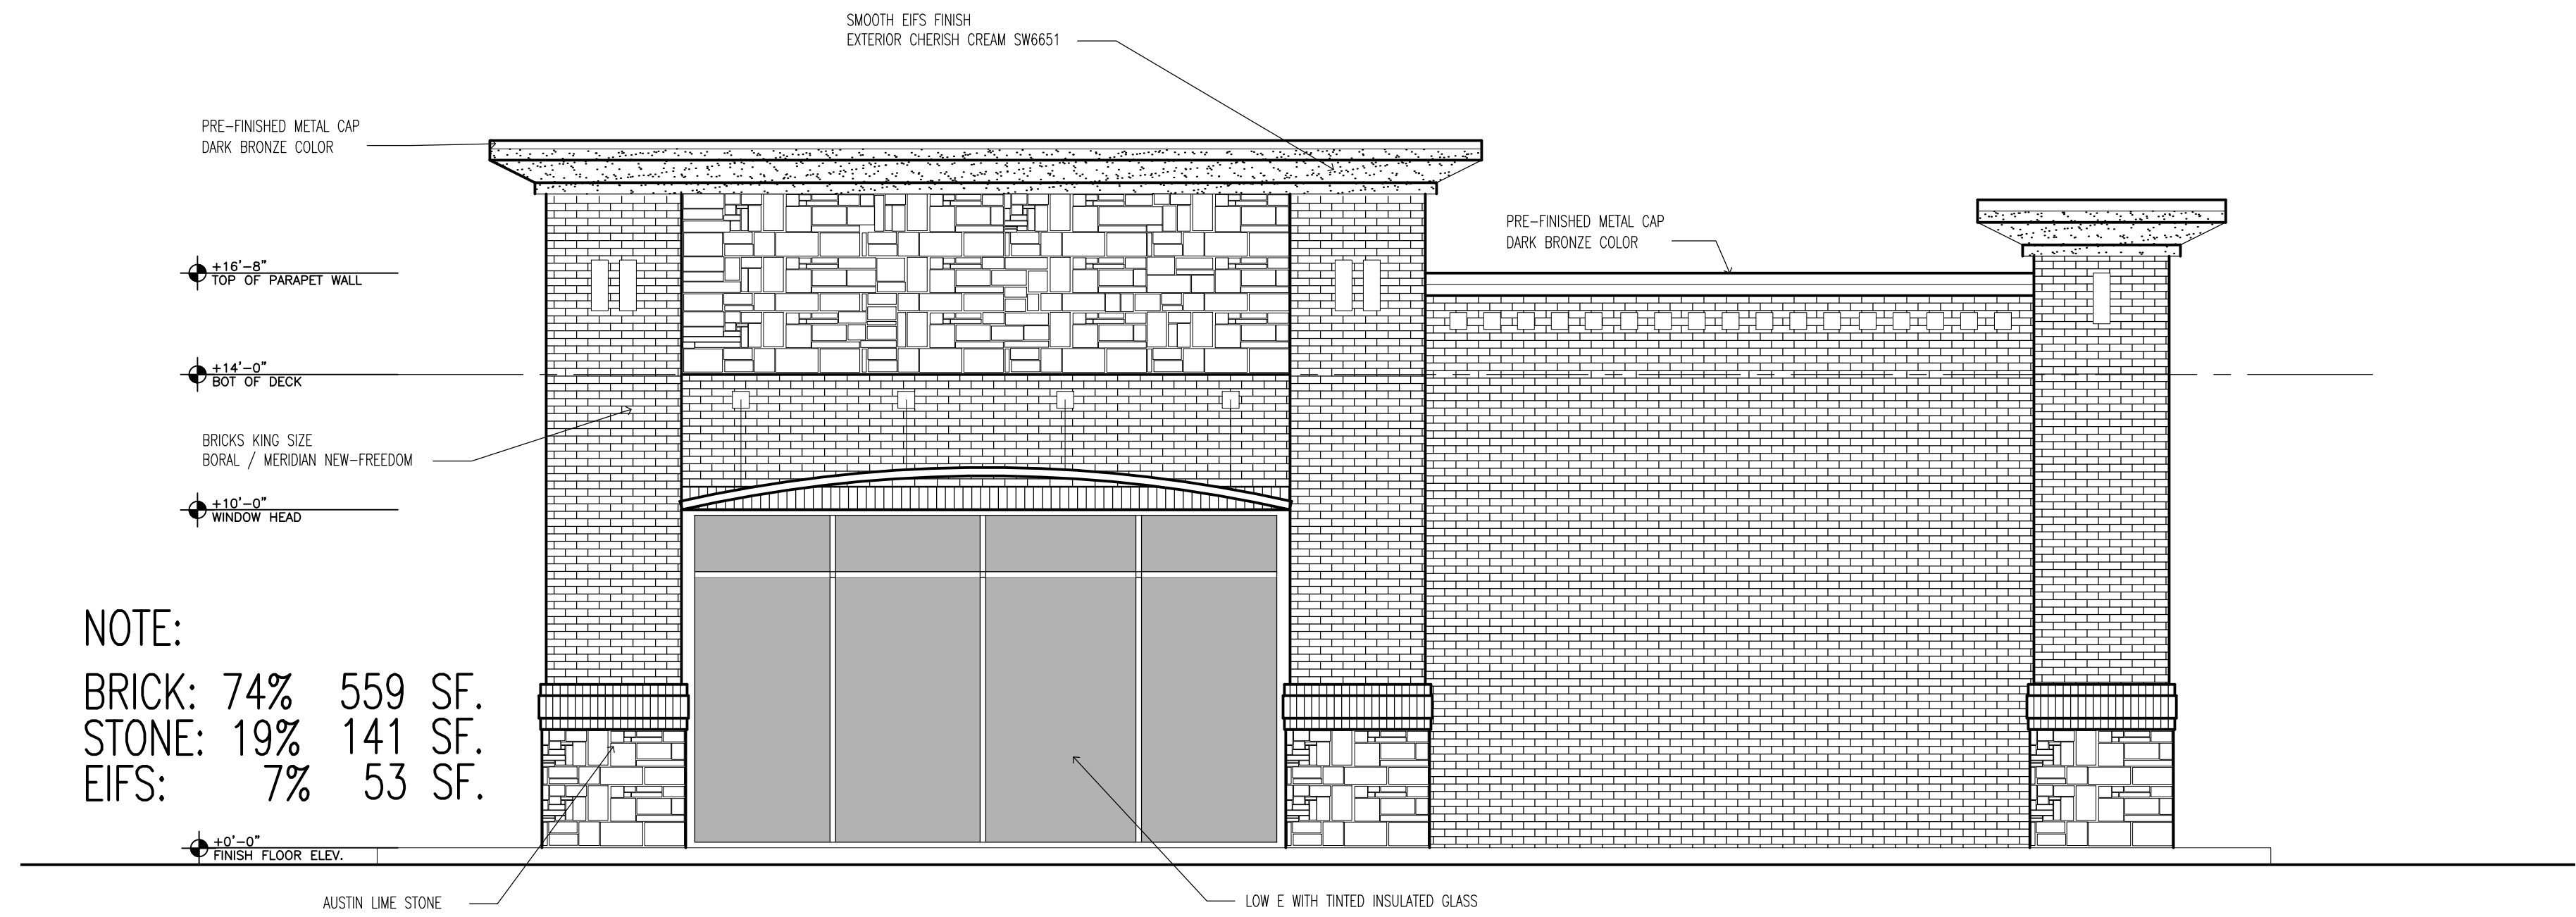 SMOOTH EIFS FINISH
EXTERIOR CHERISH CREAM SW6651
PRE-FINISHED METAL CAP
DARK BRONZE COLOR
PRE-FINISHED METAL CAP
DARK BRONZE COLOR
+16'-8"
TOP OF PARAPET WALL
+14'-0"
BOT OF DECK
BRICKS KING SIZE
BORAL / MERIDIAN NEW-FREEDOM
+10'-0"
WINDOW HEAD
NOTE:
BRICK: 74% 559 SF.
STONE: 19% 141 SF.
EIFS: 7% 53 SF.
+0'-0"
FINISH FLOOR ELEV.
AUSTIN LIME STONE
LOW E WITH TINTED INSULATED GLASS